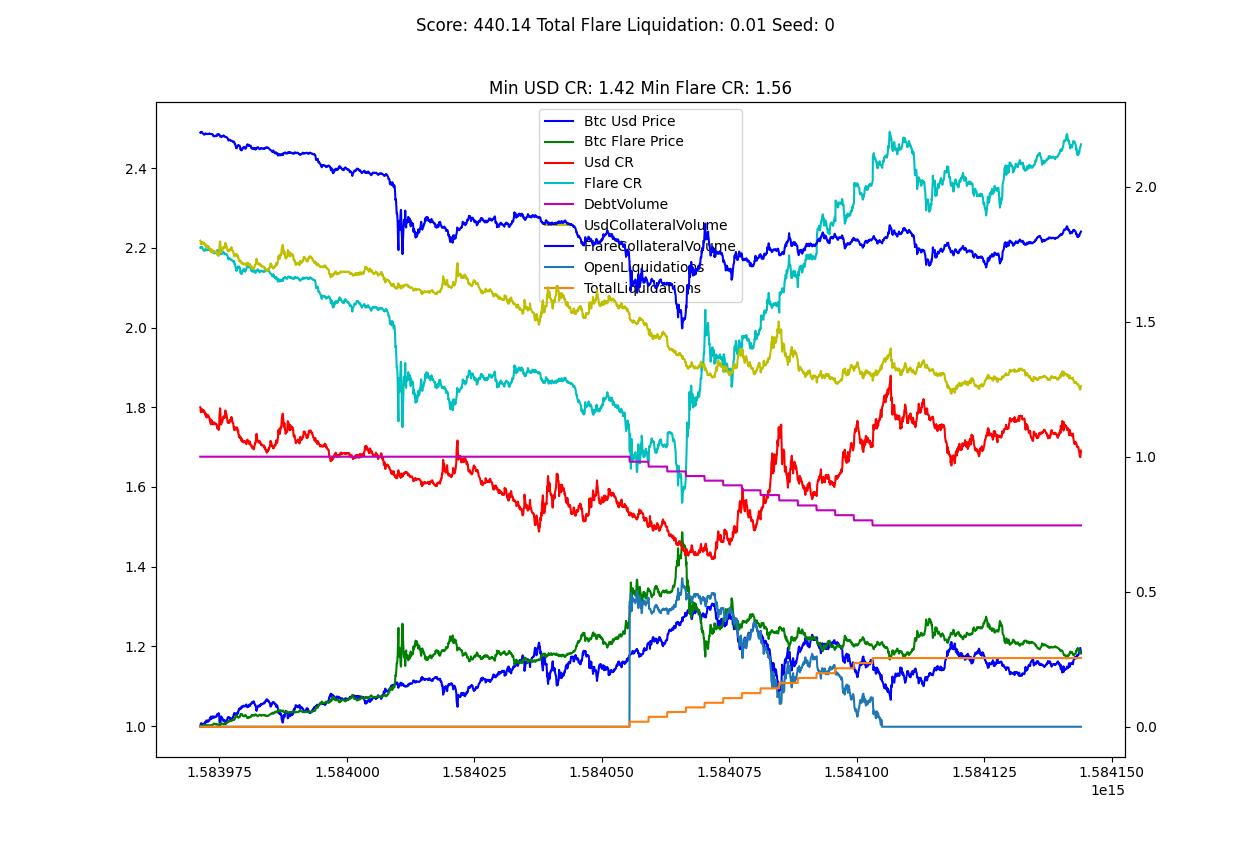 Score: 440.14 Total Flare Liquidation: 0.01 Seed: 0
Min USD CR: 1.42 Min Flare CR: 1.56
Btc Usd Price
Btc Flare Price
Usd CR
Flare CR
DebtVolume
UsdCollateralVolume
FlareCollateralVolume
OpenLiquidations
TotalLiquidations
2.4
2.2
2.0
1.8
1.6
1.4
1.2
1.0
2.0
1.5
1.0
0.5
0.0
1.583975 1.584000 1.584025 1.584050 1.584075 1.584100 1.584125 1.584150
1e15